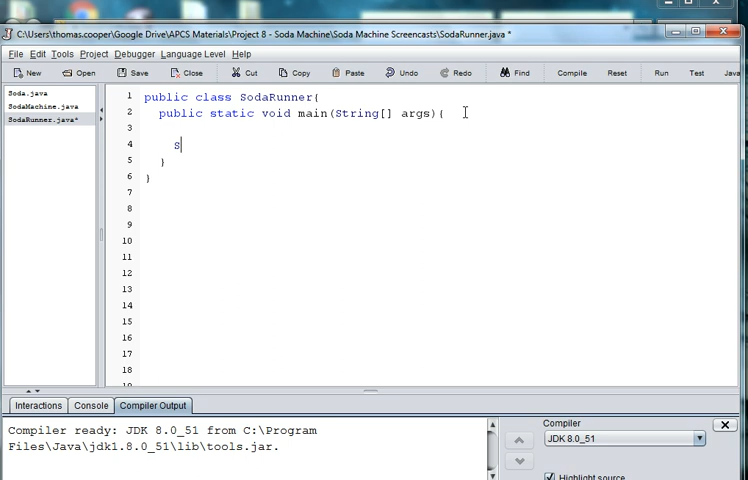 C:\Users\thomas.cooper\Google Drive\APCS Materials\Project 8 - Soda Machine\Soda Machine Screencasts\SodaRunner.java *
File Edit Tools Project Debugger Language Level Help
New Open Save Close Cut Copy Paste Undo Redo Find Compile Reset Run Test Java
Soda.java
SodaMachine.java
SodaRunner.java*
1 public class SodaRunner{
2 public static void main(String[] args){
3
4 s
5 }
6 }
7
8
9
10
11
12
13
14
15
16
17
18
19
Interactions Console Compiler Output
Compiler ready: JDK 8.0_51 from C:\Program
Files\Java\jdk1.8.0_51\lib\tools.jar.
Compiler
JDK 8.0_51
Highlight source